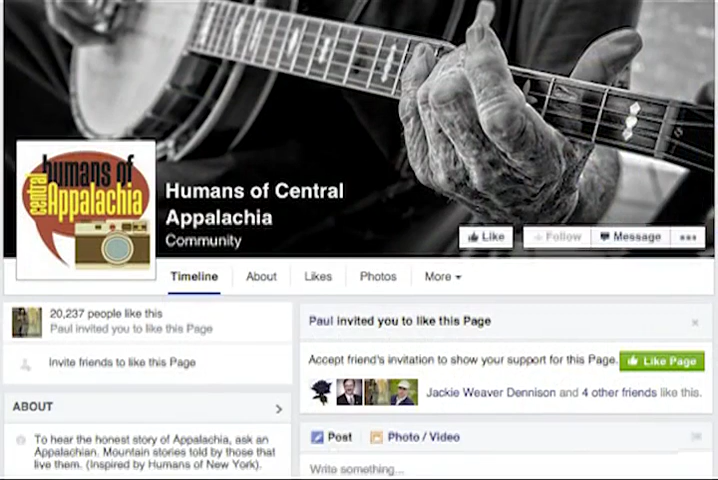 humans of
central
Appalachia
Humans of Central
Appalachia
Community
Like
Follow
Message
Timeline
About
Likes
Photos
More
20,237 people like this
Paul invited you to like this Page
Invite friends to like this Page
ABOUT
To hear the honest story of Appalachia, ask an
Appalachian. Mountain stories told by those that
live them. (Inspired by Humans of New York).
Paul invited you to like this Page
Accept friend's invitation to show your support for this Page.
Like Page
Jackie Weaver Dennison and 4 other friends like this.
Post
Photo / Video
Write something...